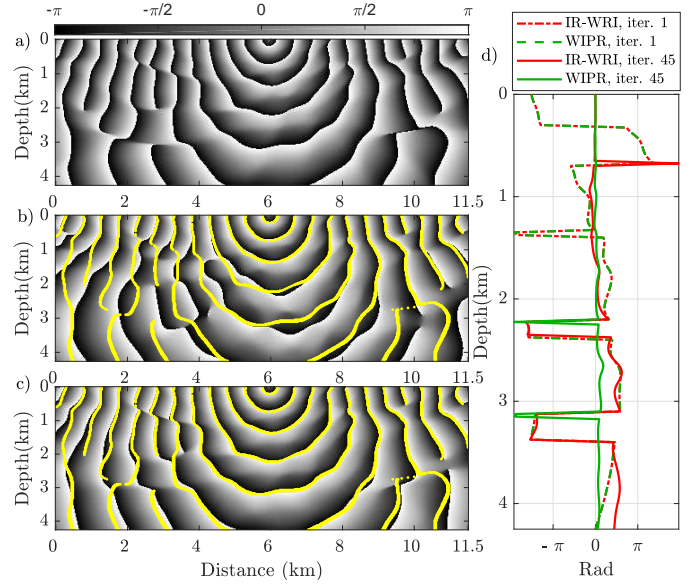 -π -π/2 0 π/2 π
a)
0
1
2
3
4
Depth(km)
0 2 4 6 8 10 11.5
b)
0
1
2
3
4
Depth(km)
0 2 4 6 8 10 11.5
c)
0
1
2
3
4
Depth(km)
0 2 4 6 8 10 11.5
Distance (km)
d)
IR-WRI, iter. 1
WIPR, iter. 1
IR-WRI, iter. 45
WIPR, iter. 45
0
1
2
3
4
Depth(km)
- π 0 π
Rad